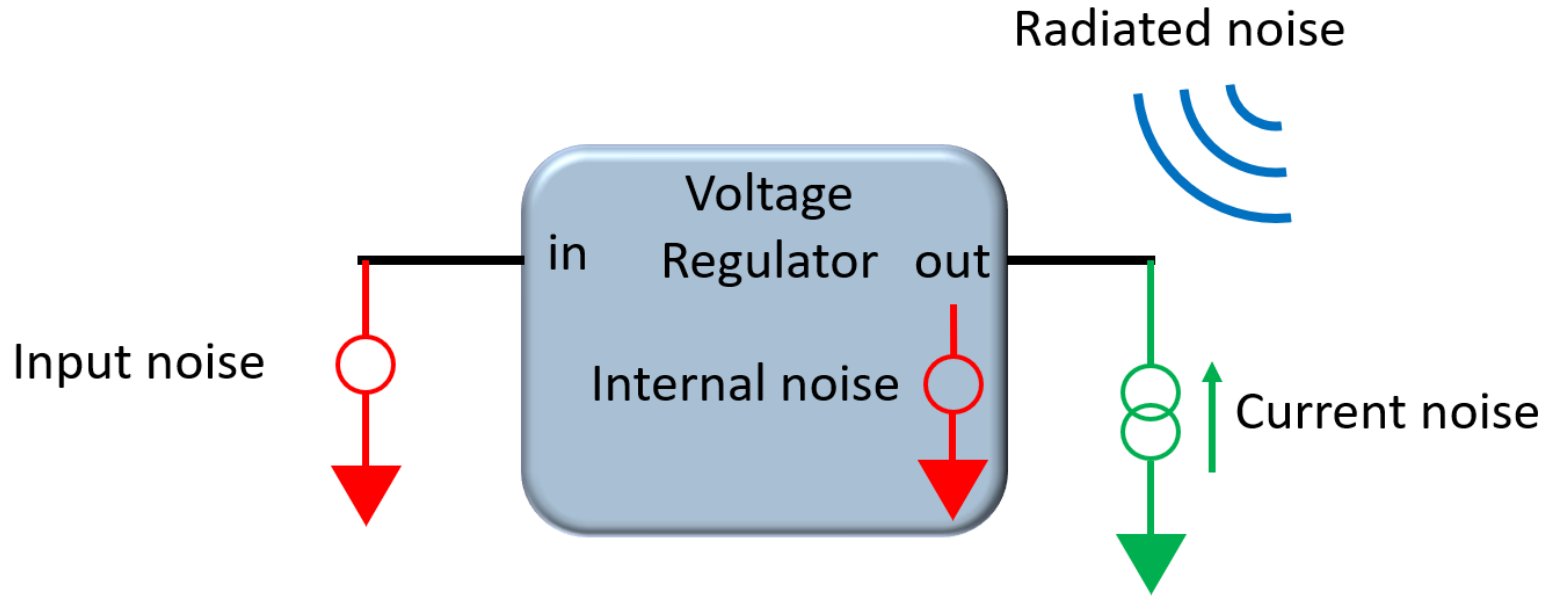 Radiated noise
Voltage
in Regulator out
Input noise
Internal noise
Current noise